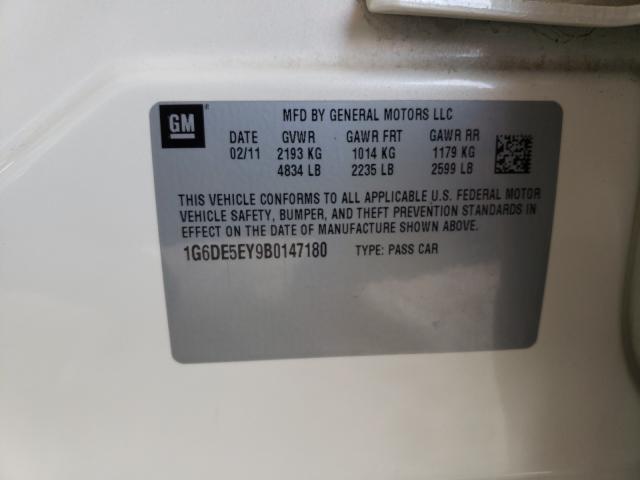 GM ® MFD BY GENERAL MOTORS LLC
DATE GVWR GAWR FRT GAWR RR
02/11 2193 KG 1014 KG 1179 KG
4834 LB 2235 LB 2599 LB
THIS VEHICLE CONFORMS TO ALL APPLICABLE U.S. FEDERAL MOTOR
VEHICLE SAFETY, BUMPER, AND THEFT PREVENTION STANDARDS IN
EFFECT ON THE DATE OF MANUFACTURE SHOWN ABOVE.
1G6DE5EY9B0147180 TYPE: PASS CAR